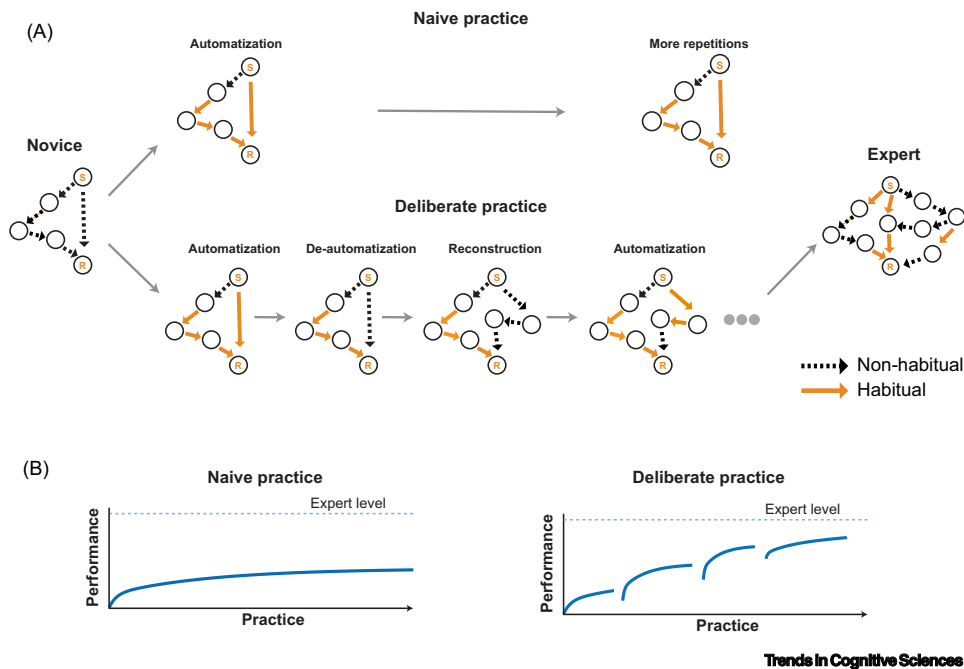 (A)
Naive practice
Automatization
More repetitions
S
R
S
R
Novice
S
R
Expert
S
R
Deliberate practice
Automatization
De-automatization
Reconstruction
Automatization
S
R
S
R
S
R
S
R
Non-habitual
Habitual
(B)
Naive practice
Expert level
Performance
Practice
Deliberate practice
Expert level
Performance
Practice
Trends in Cognitive Sciences